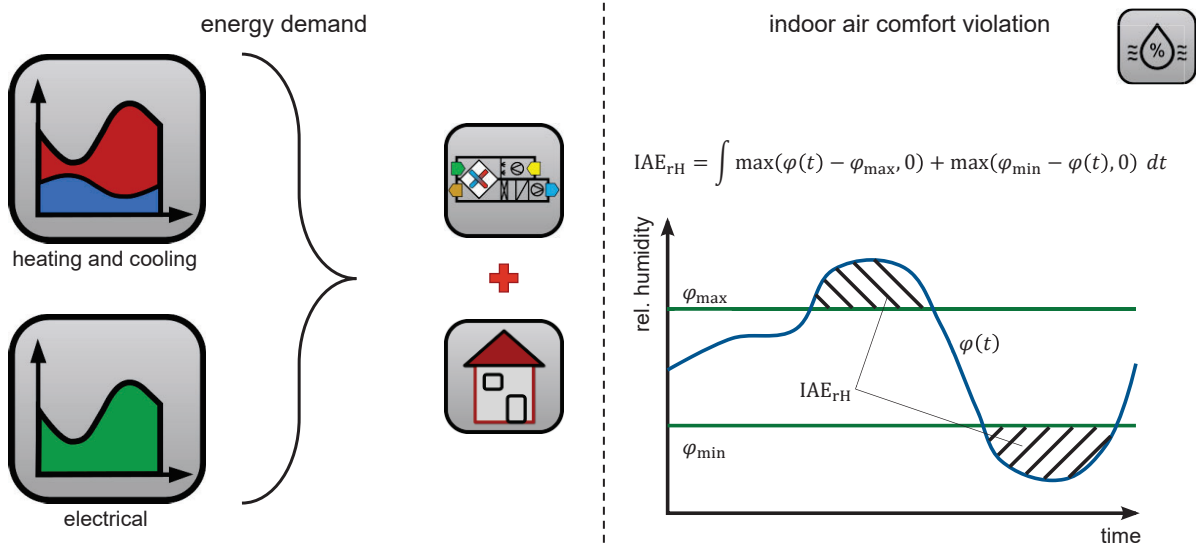 energy demand
heating and cooling
electrical
indoor air comfort violation
%
IAE_rH = ∫ max(φ(t) − φ_max, 0) + max(φ_min − φ(t), 0) dt
rel. humidity
φ_max
φ(t)
IAE_rH
φ_min
time